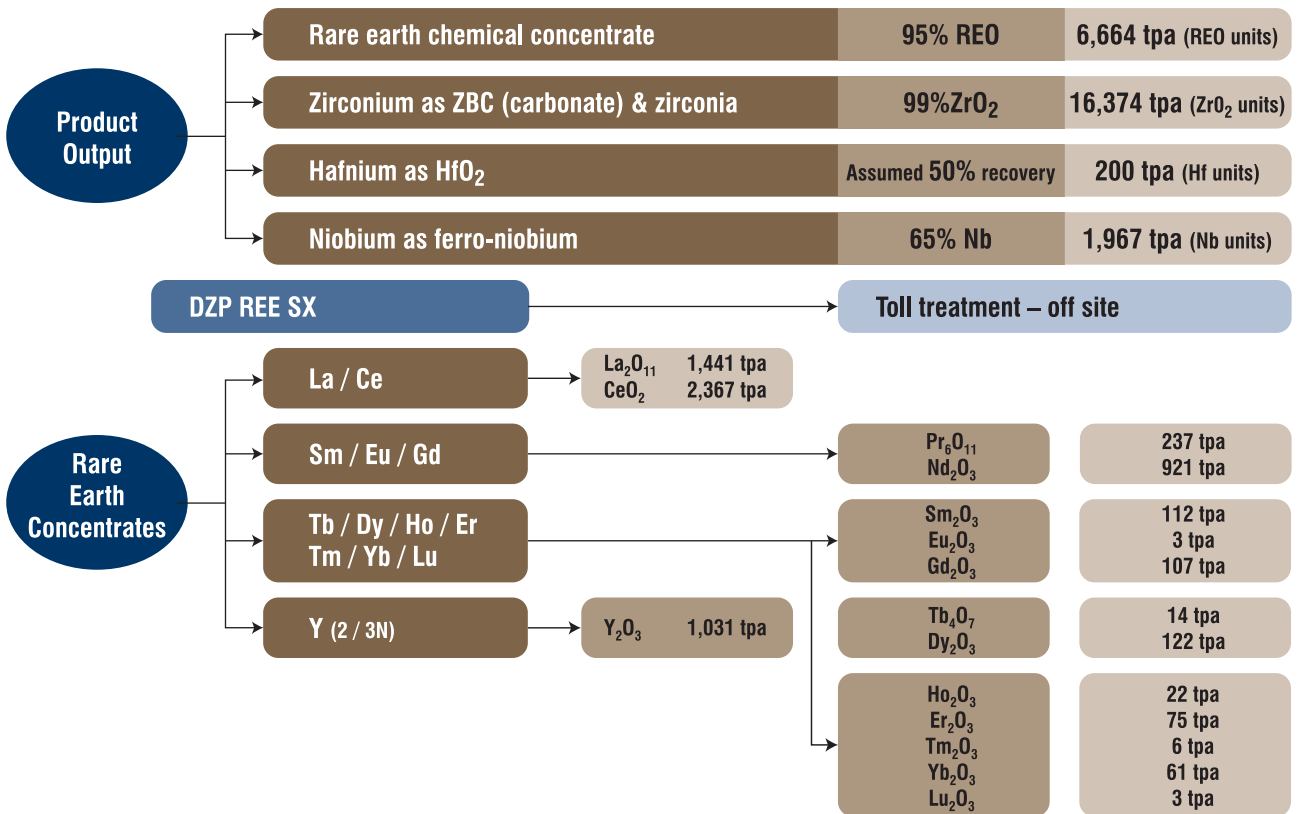 Product
Output
Rare earth chemical concentrate 95% REO 6,664 tpa (REO units)
Zirconium as ZBC (carbonate) & zirconia 99%ZrO₂ 16,374 tpa (ZrO₂ units)
Hafnium as HfO₂ Assumed 50% recovery 200 tpa (Hf units)
Niobium as ferro-niobium 65% Nb 1,967 tpa (Nb units)
DZP REE SX Toll treatment – off site
Rare
Earth
Concentrates
La / Ce
La₂O₁₁ 1,441 tpa
CeO₂ 2,367 tpa
Sm / Eu / Gd
Pr₆O₁₁ 237 tpa
Nd₂O₃ 921 tpa
Tb / Dy / Ho / Er
Tm / Yb / Lu
Sm₂O₃ 112 tpa
Eu₂O₃ 3 tpa
Gd₂O₃ 107 tpa
Y (2 / 3N)
Y₂O₃ 1,031 tpa
Tb₄O₇ 14 tpa
Dy₂O₃ 122 tpa
Ho₂O₃ 22 tpa
Er₂O₃ 75 tpa
Tm₂O₃ 6 tpa
Yb₂O₃ 61 tpa
Lu₂O₃ 3 tpa